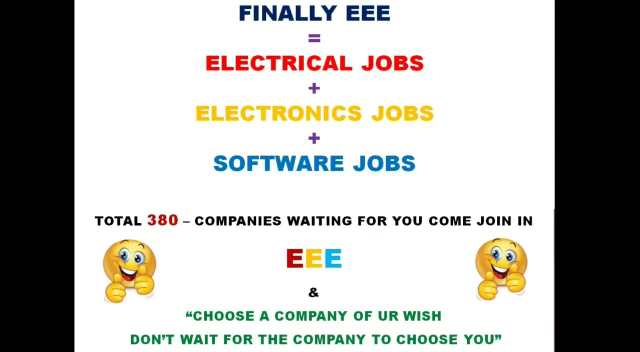 FINALLY EEE
=
ELECTRICAL JOBS
+
ELECTRONICS JOBS
+
SOFTWARE JOBS
TOTAL 380 – COMPANIES WAITING FOR YOU COME JOIN IN
EEE
&
“CHOOSE A COMPANY OF UR WISH
DON’T WAIT FOR THE COMPANY TO CHOOSE YOU”